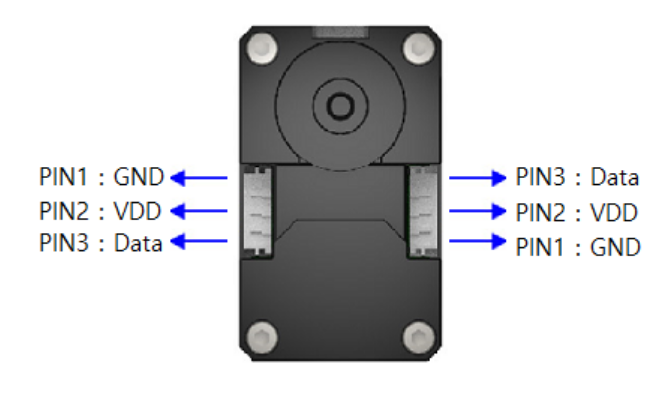 PIN1 : GND
PIN2 : VDD
PIN3 : Data
PIN3 : Data
PIN2 : VDD
PIN1 : GND